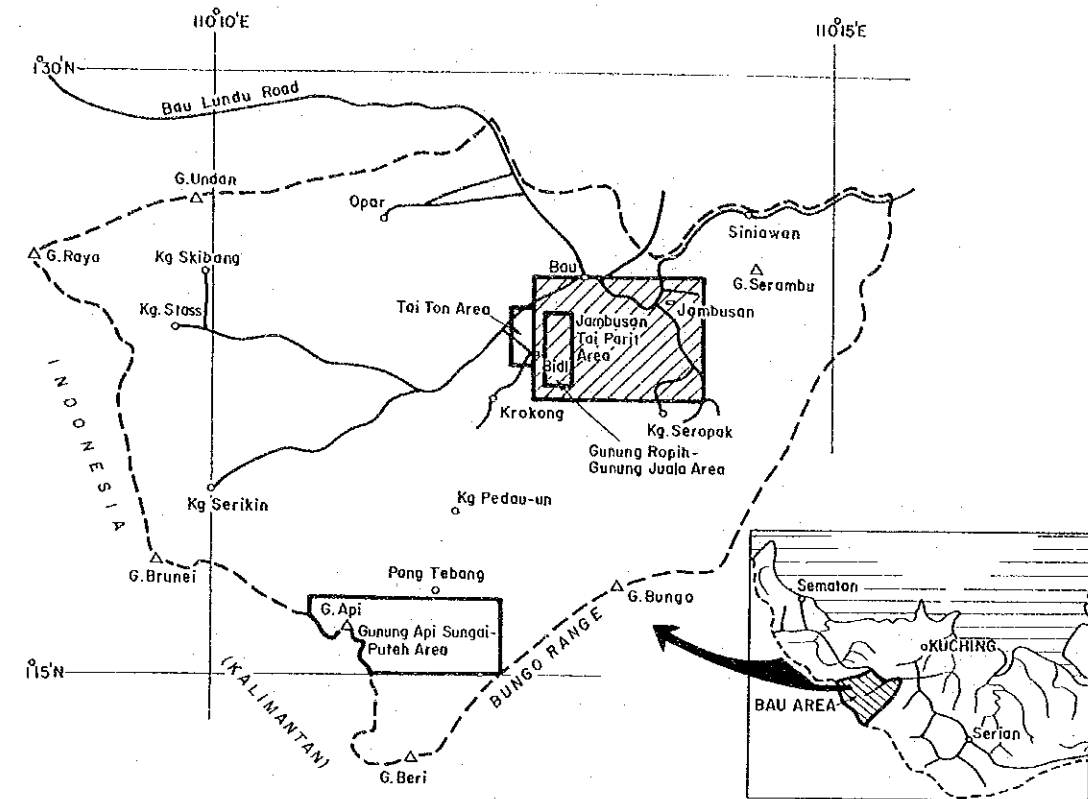 110°10'E
110°15'E
1°30'N
Bau Lundu Road
G.Undan
Opar
Siniawan
G.Raya
Kg Skibang
Bau
G.Serambu
Tai Ton Area
Jambusan
Kg.Stass
Jambusan
Tai Parit
Area
Bidi
INDONESIA
Krokong
Kg.Seropak
Gunung Ropih-
Gunung Juala Area
Kg Serikin
Kg Pedau-un
G.Brunei
Pang Tebang
G.Bungo
G.Api
Gunung Api Sungai-
Puteh Area
1°15'N
BUNGO RANGE
(KALIMANTAN)
G.Beri
Sematan
KUCHING
BAU AREA
Serian